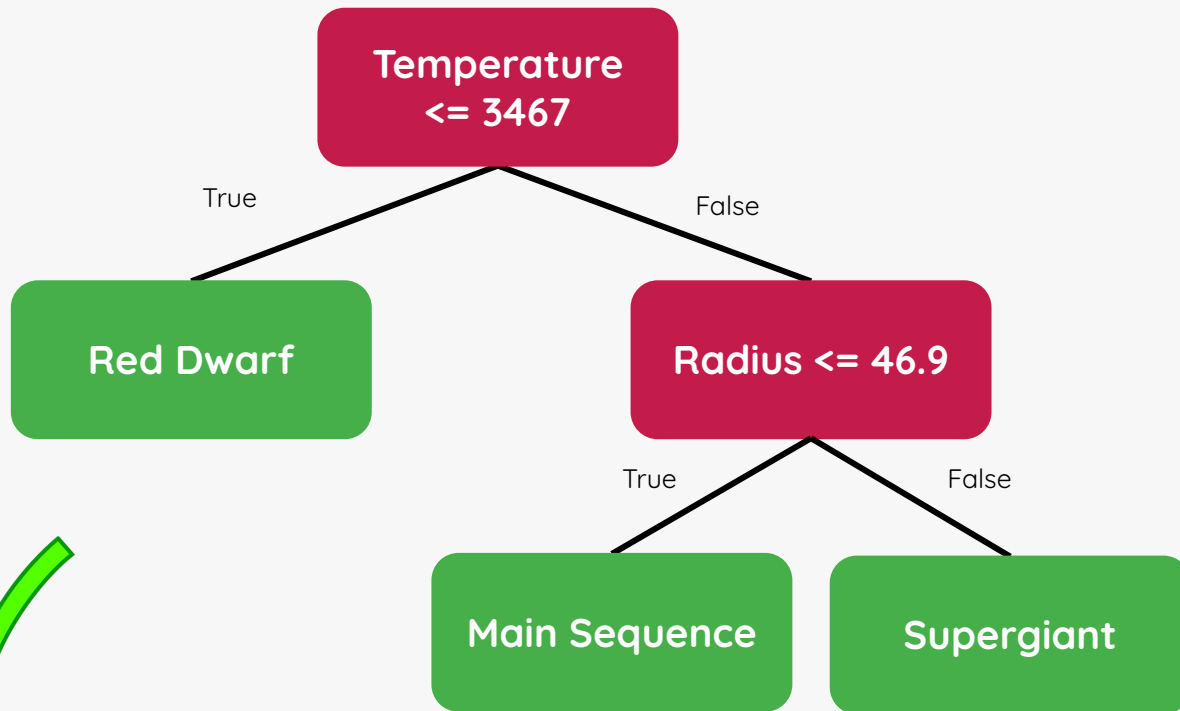 Temperature
<= 3467
True
False
Red Dwarf
Radius <= 46.9
True
False
Main Sequence
Supergiant